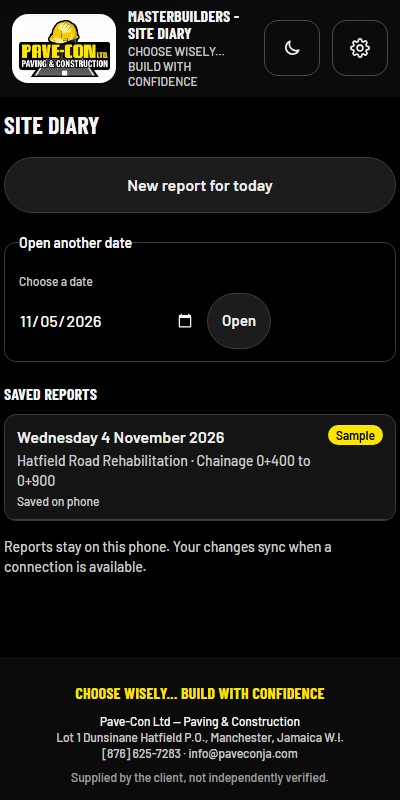 PAVE-CON LTD.
PAVING & CONSTRUCTION
MASTERBUILDERS -
SITE DIARY
CHOOSE WISELY...
BUILD WITH
CONFIDENCE
SITE DIARY
New report for today
Open another date
Choose a date
11/05/2026
Open
SAVED REPORTS
Wednesday 4 November 2026
Sample
Hatfield Road Rehabilitation · Chainage 0+400 to
0+900
Saved on phone
Reports stay on this phone. Your changes sync when a
connection is available.
CHOOSE WISELY... BUILD WITH CONFIDENCE
Pave-Con Ltd — Paving & Construction
Lot 1 Dunsinane Hatfield P.O., Manchester, Jamaica W.I.
[876] 625-7283 · info@paveconja.com
Supplied by the client, not independently verified.